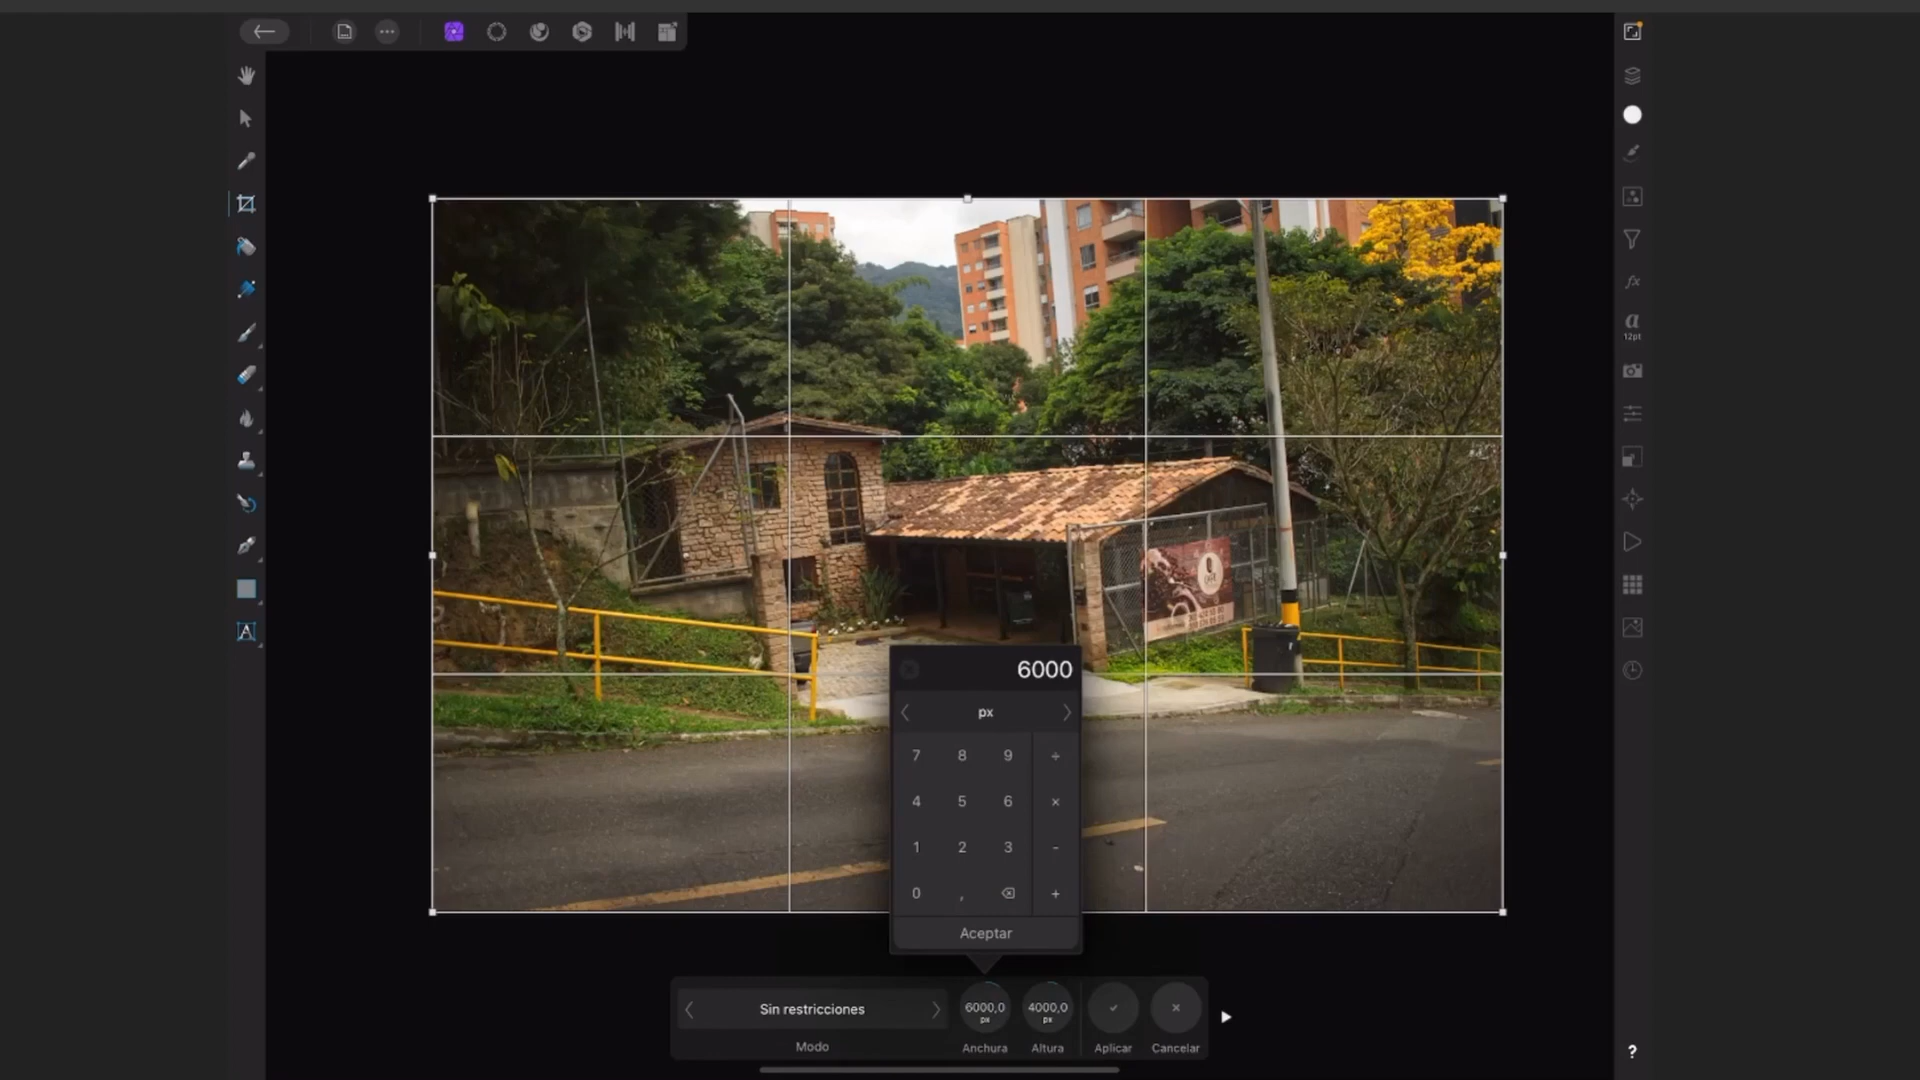 12pt
6000
px
7 8 9 ÷
4 5 6 ×
1 2 3 -
0 , +
Aceptar
Sin restricciones
6000,0
px
4000,0
px
Modo
Anchura
Altura
Aplicar
Cancelar
?